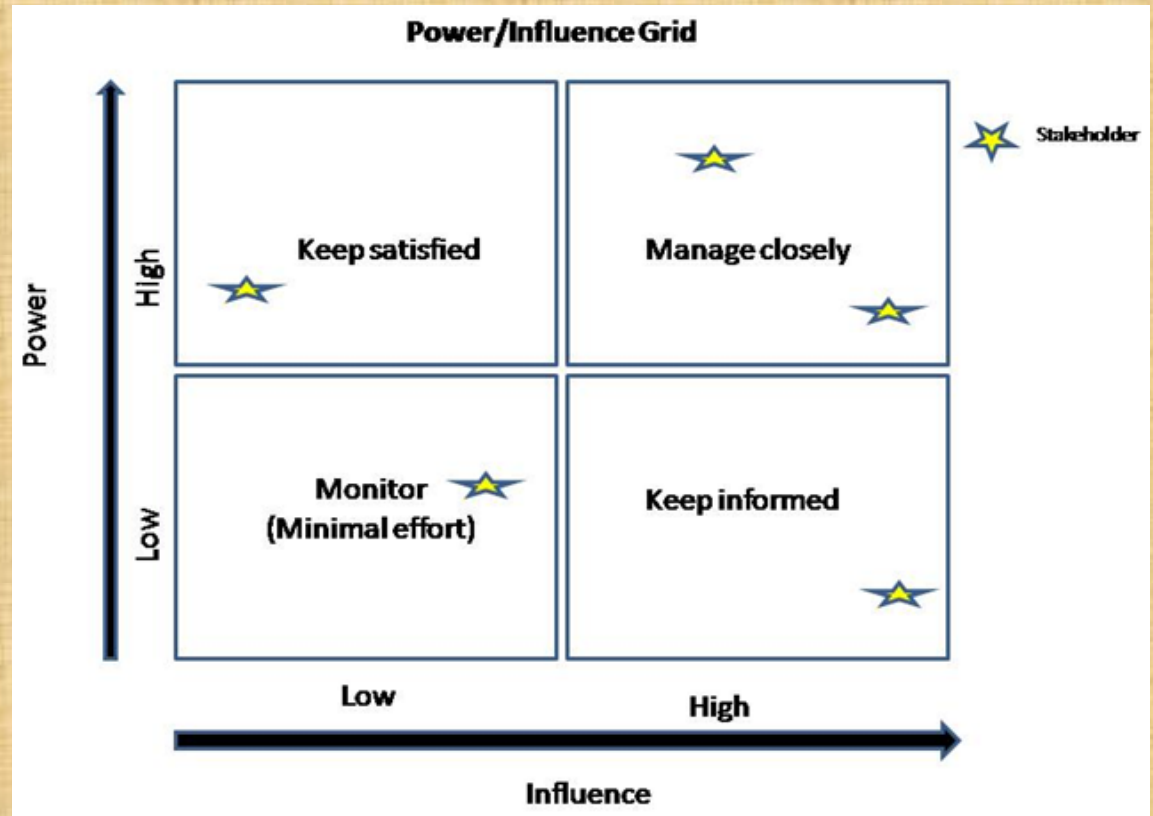 Power/Influence Grid
Stakeholder
Power
High
Keep satisfied
Manage closely
Low
Monitor
(Minimal effort)
Keep informed
Low
High
Influence